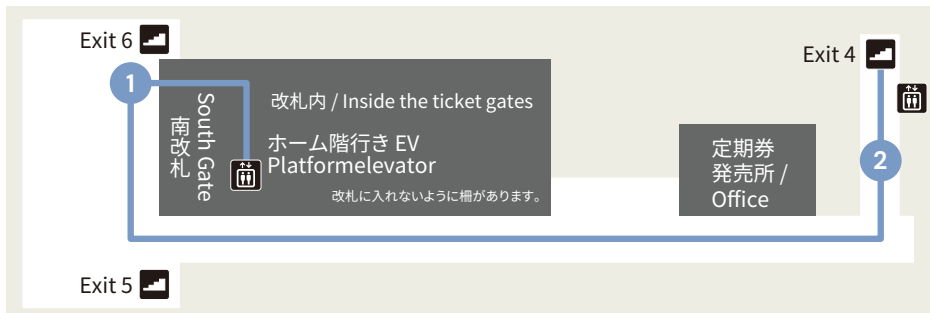 Exit 6
Exit 4
1
改札内 / Inside the ticket gates
South Gate
南改札
ホーム階行き EV
Platformelevator
改札に入れないように柵があります。
定期券
発売所 /
Office
2
Exit 5